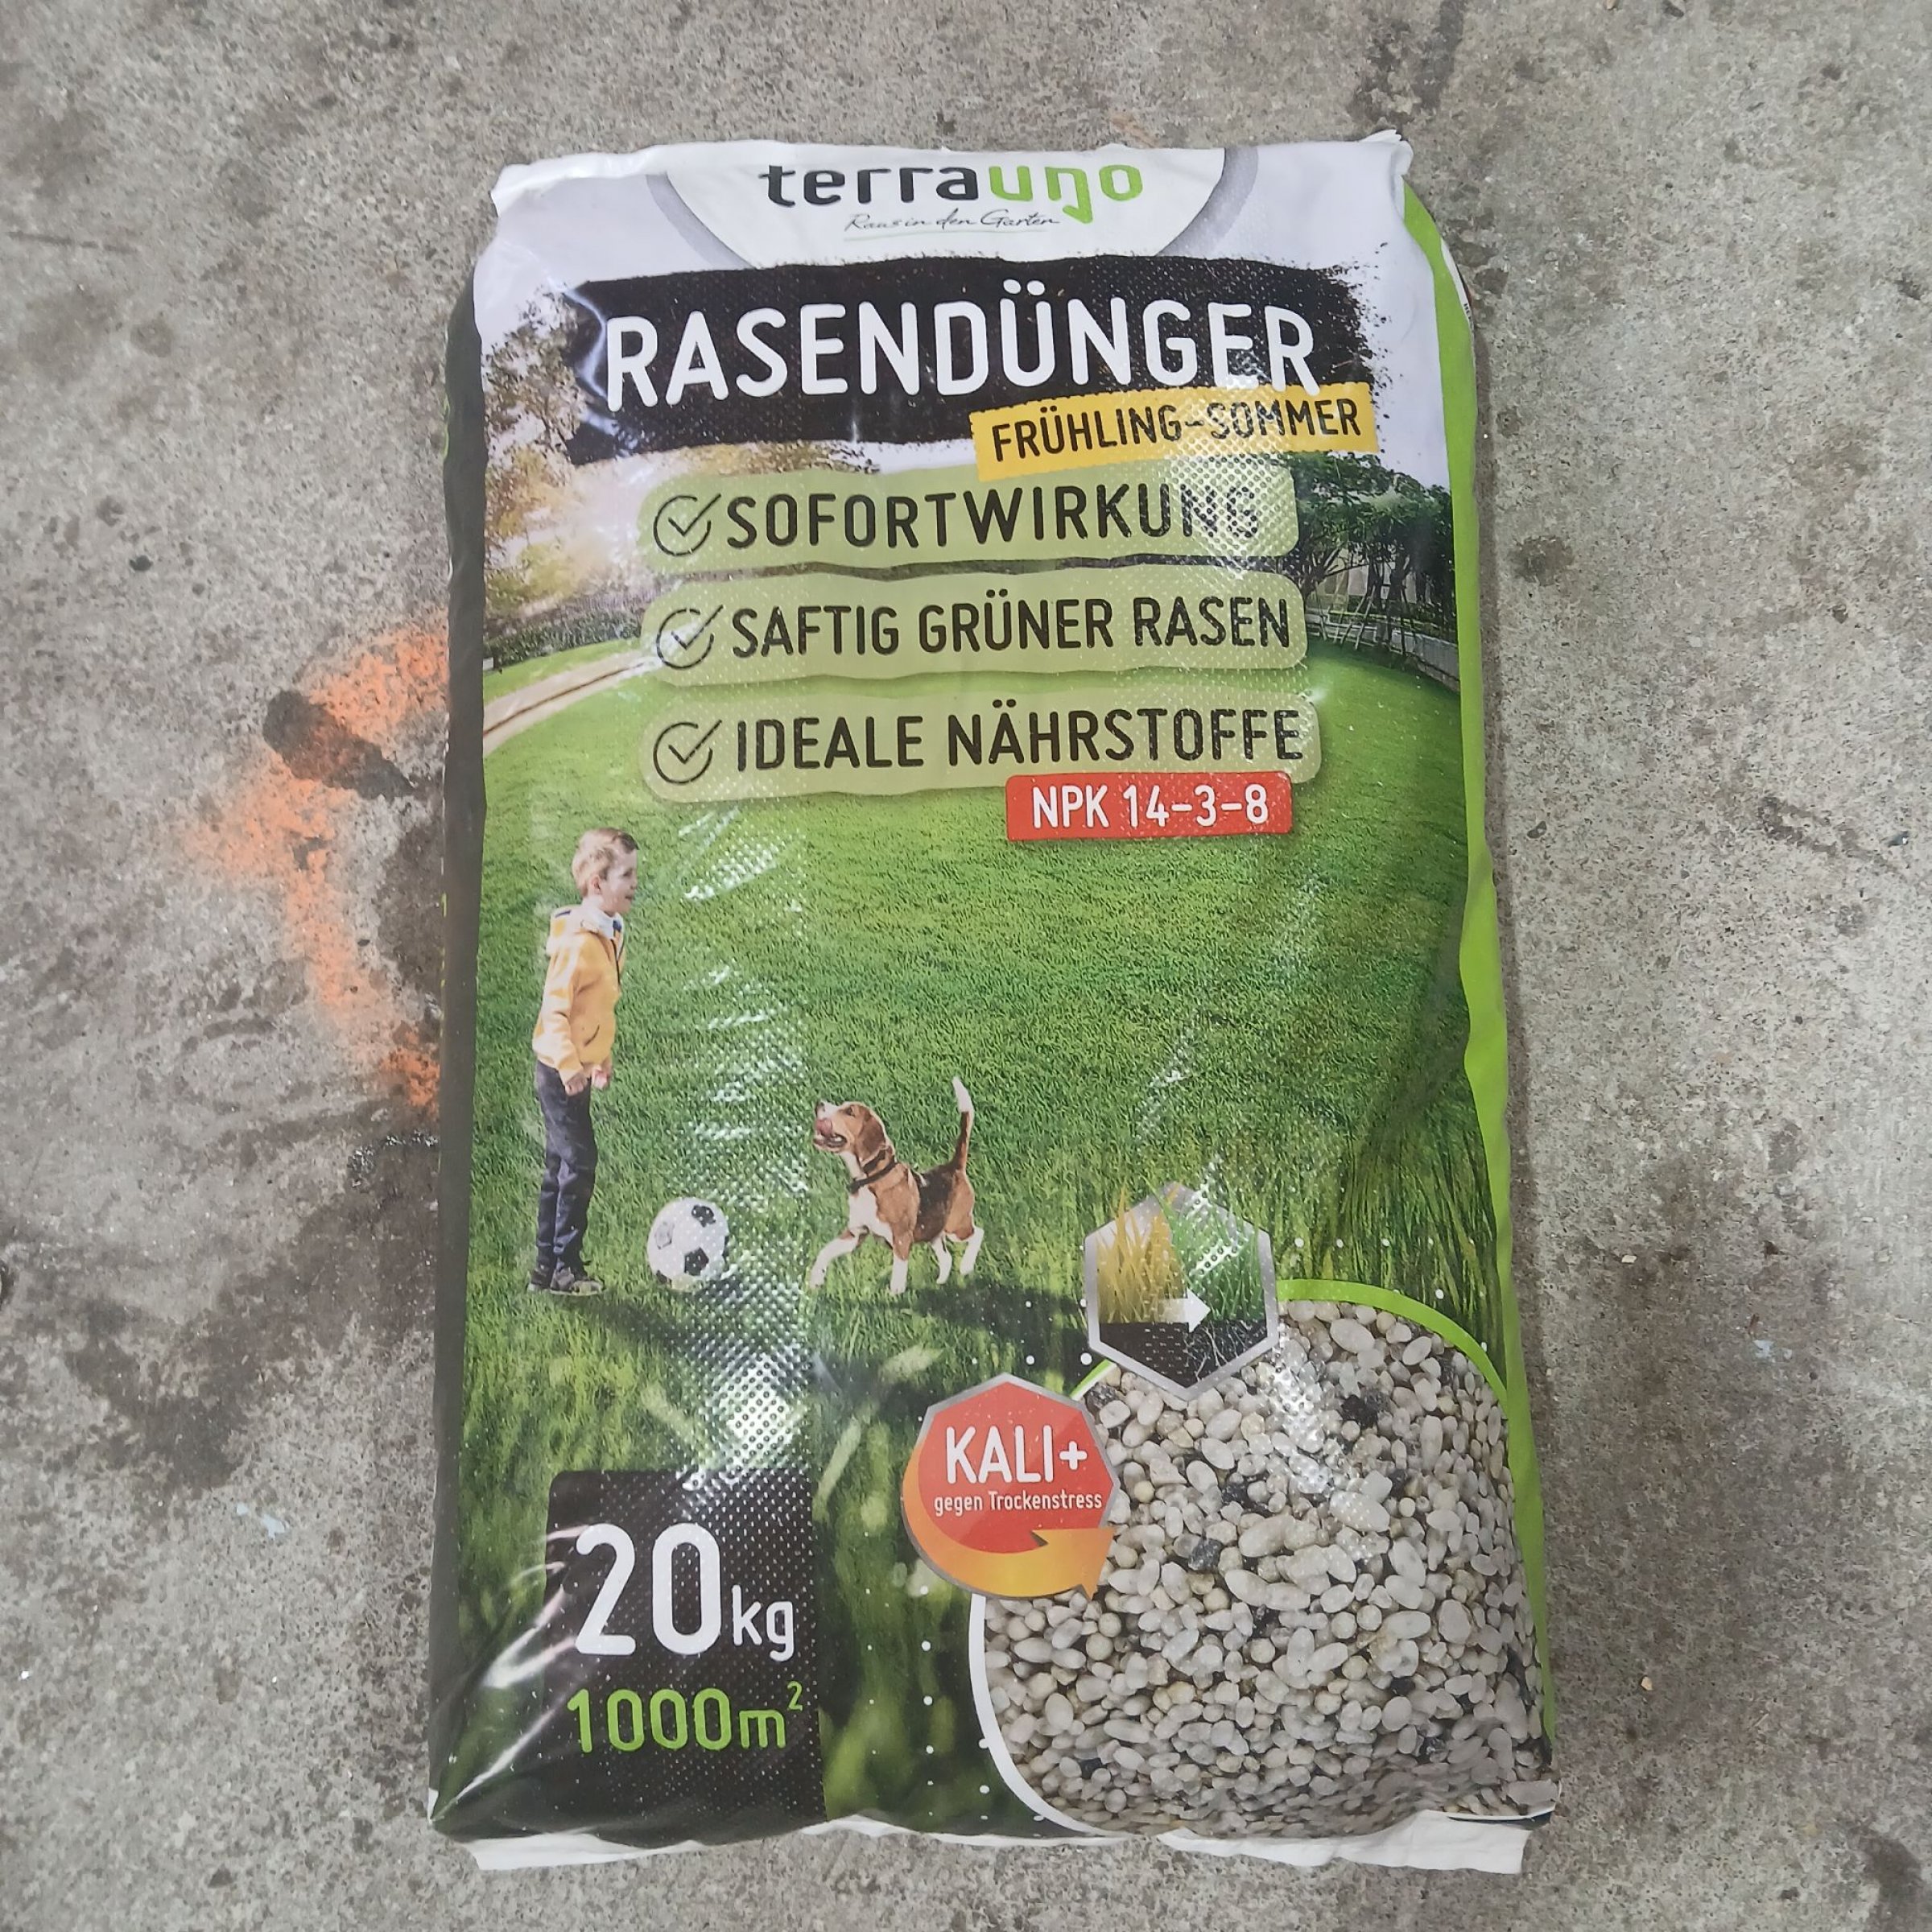 terrauno
Raus in den Garten
RASENDÜNGER
FRÜHLING-SOMMER
SOFORTWIRKUNG
SAFTIG GRÜNER RASEN
IDEALE NÄHRSTOFFE
NPK 14-3-8
KALI+
gegen Trockenstress
20kg
1000m²